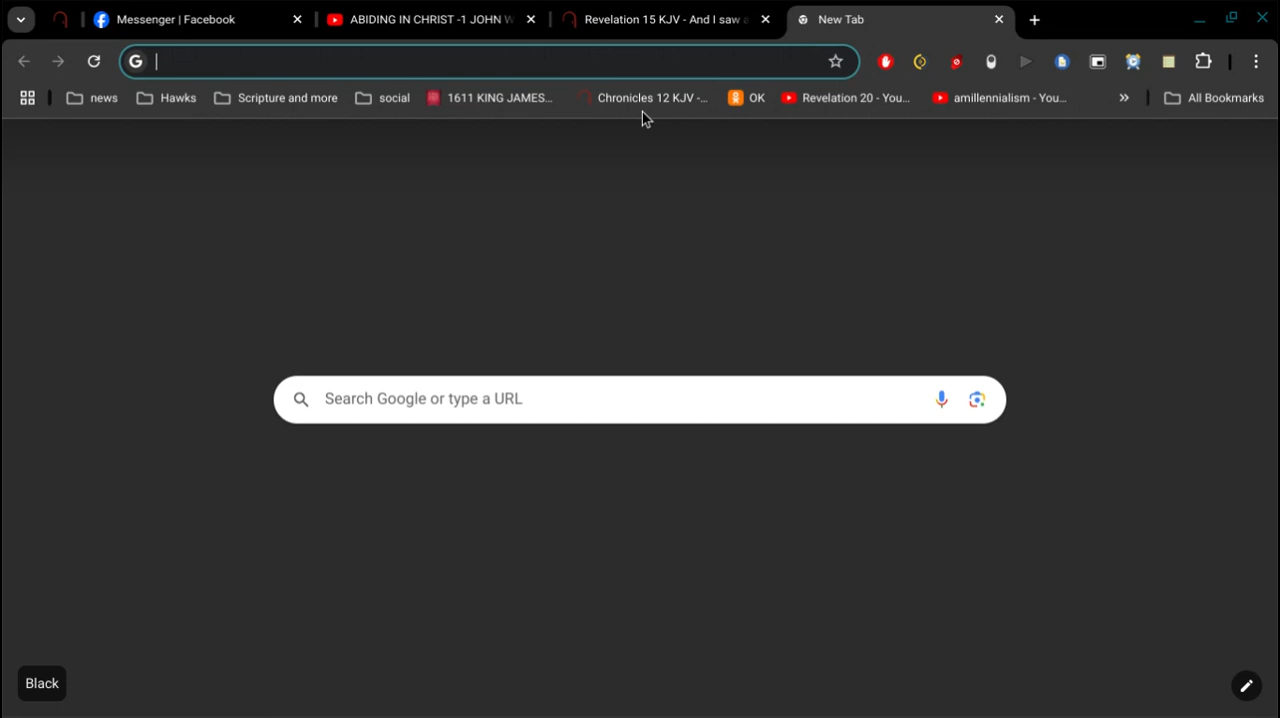 Messenger | Facebook
ABIDING IN CHRIST -1 JOHN W
Revelation 15 KJV - And I saw
New Tab
G
news
Hawks
Scripture and more
social
1611 KING JAMES...
Chronicles 12 KJV -...
OK
Revelation 20 - You...
amillennialism - You...
All Bookmarks
Search Google or type a URL
Black